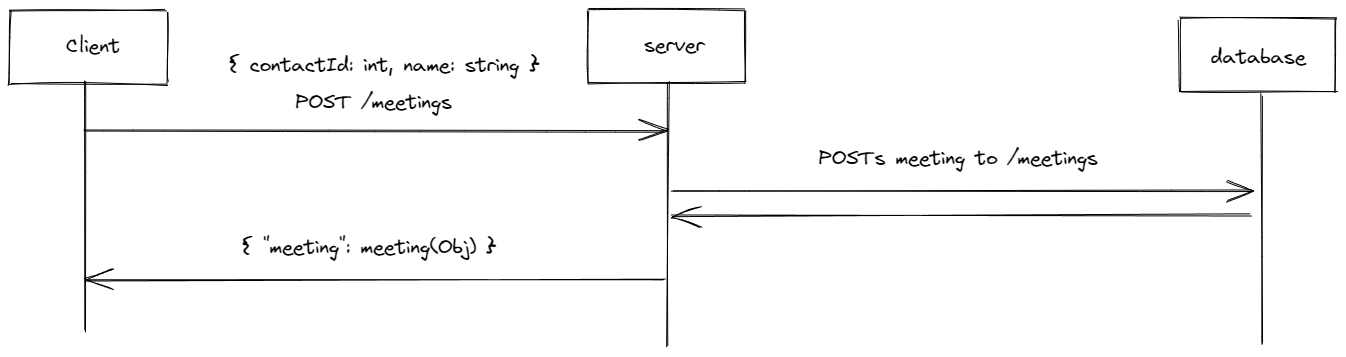 client
server
database
{ contactId: int, name: string }
POST /meetings
POSTs meeting to /meetings
{ "meeting": meeting(Obj) }